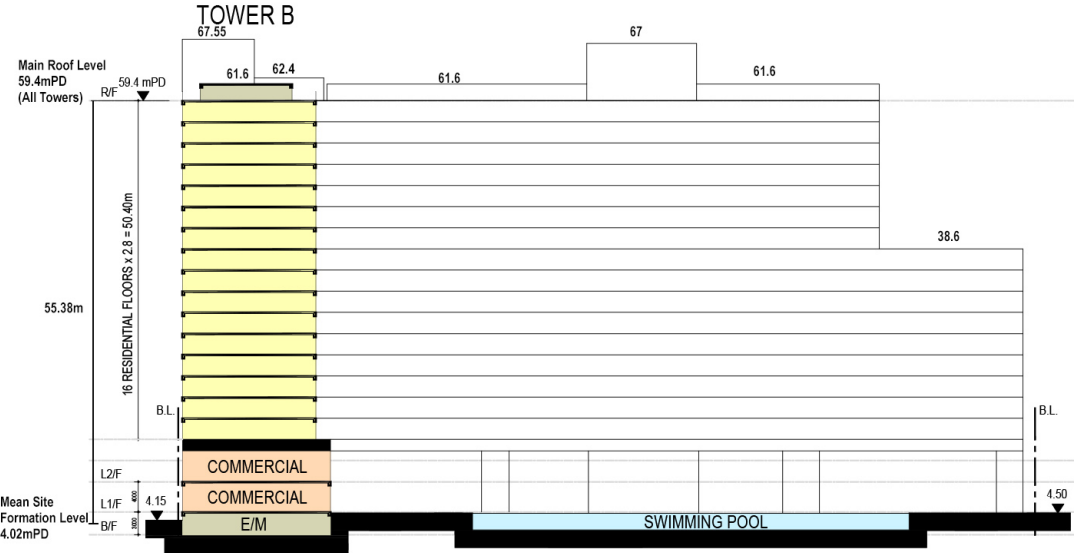 TOWER B
67.55
67
Main Roof Level
59.4mPD
(All Towers)
59.4 mPD
R/F
61.6
62.4
61.6
61.6
16 RESIDENTIAL FLOORS x 2.8 = 50.40m
38.6
55.38m
B.L.
B.L.
COMMERCIAL
L2/F
4000
COMMERCIAL
Mean Site
Formation Level
4.02mPD
L1/F
4.15
4.50
B/F
E/M
SWIMMING POOL